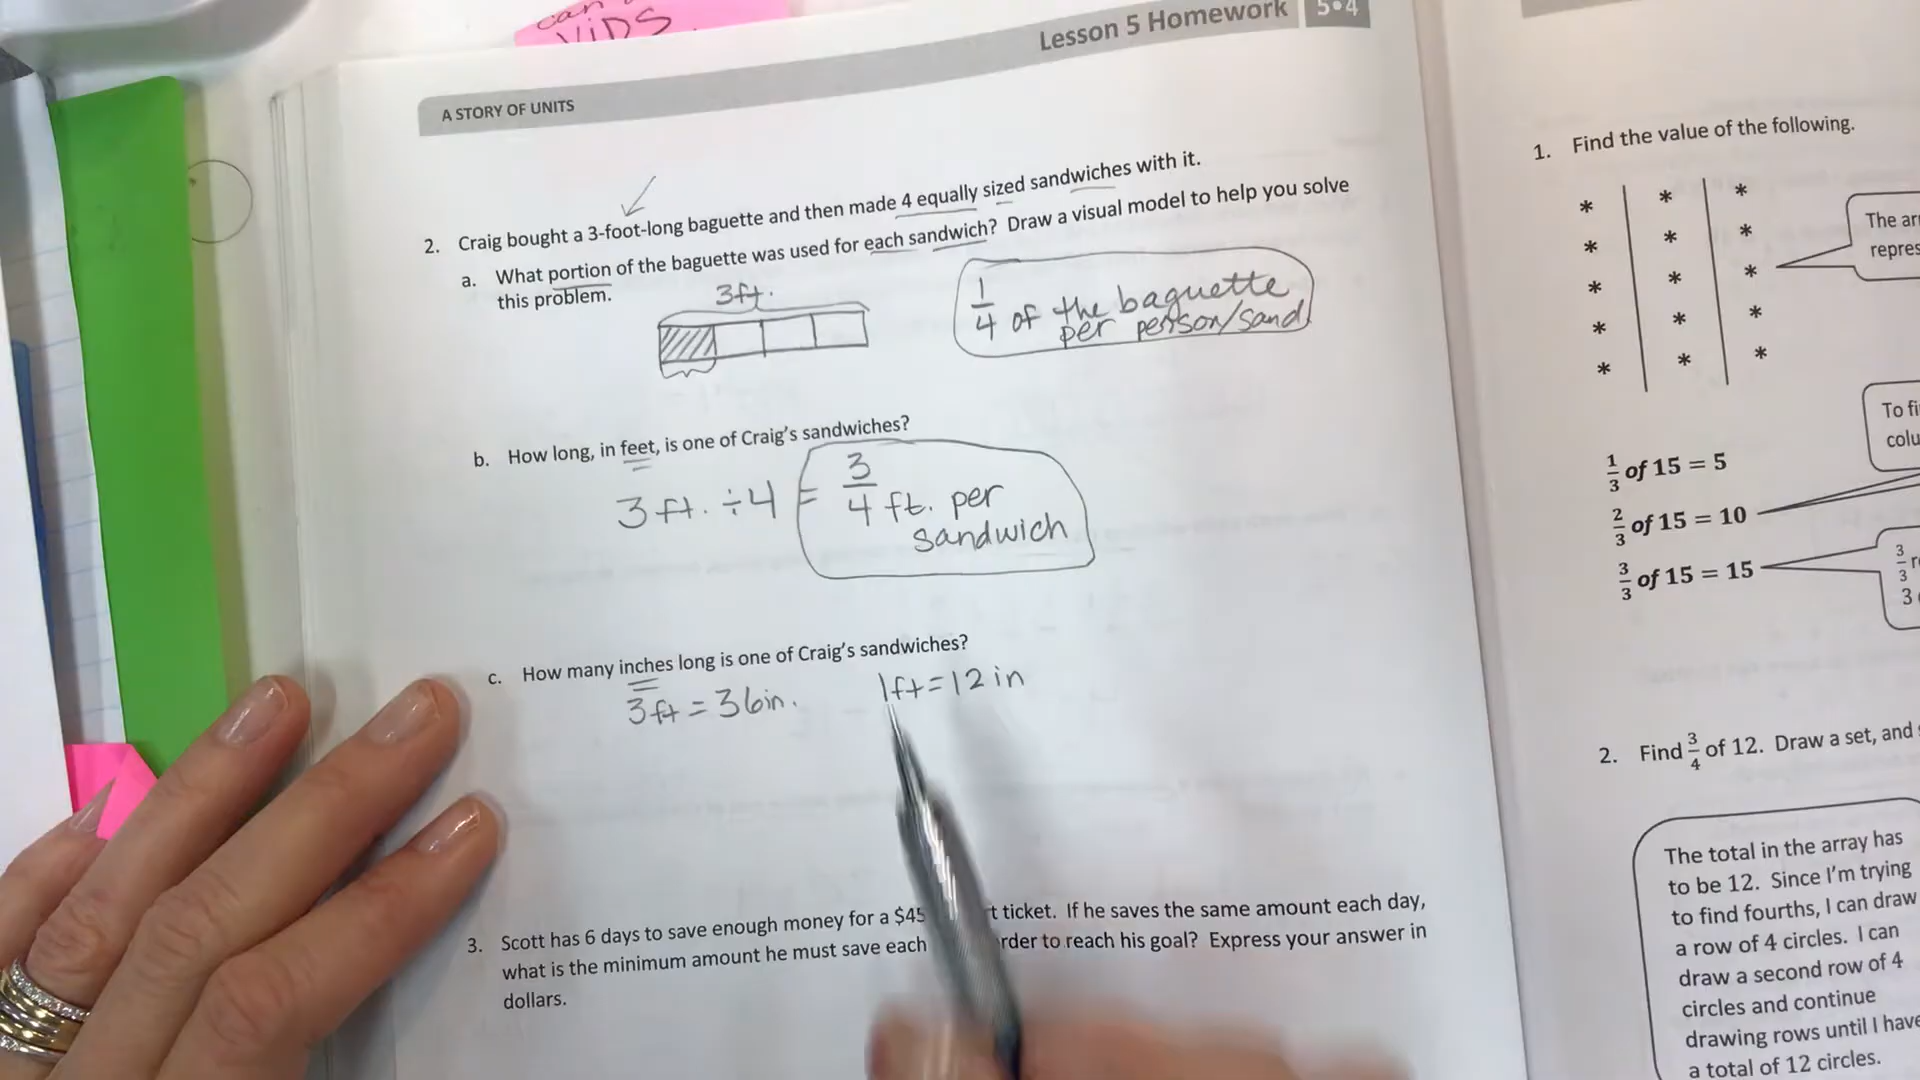 can
VIDS
Lesson 5 Homework 5•4
A STORY OF UNITS
2. Craig bought a 3-foot-long baguette and then made 4 equally sized sandwiches with it.
a. What portion of the baguette was used for each sandwich? Draw a visual model to help you solve
this problem.
3ft.
1/4 of the baguette
per person/sand
b. How long, in feet, is one of Craig's sandwiches?
3 ft. ÷ 4 = 3/4 ft. per
sandwich
c. How many inches long is one of Craig's sandwiches?
3 ft = 36in. 1ft = 12 in
3. Scott has 6 days to save enough money for a $45 t ticket. If he saves the same amount each day,
what is the minimum amount he must save each rder to reach his goal? Express your answer in
dollars.
1. Find the value of the following.
* * *
* * *
* * *
* * *
* * *
The arr
repres
To fi
colu
1/3 of 15 = 5
2/3 of 15 = 10
3/3 of 15 = 15
3/3 r
3
2. Find 3/4 of 12. Draw a set, and
The total in the array has
to be 12. Since I'm trying
to find fourths, I can draw
a row of 4 circles. I can
draw a second row of 4
circles and continue
drawing rows until I have
a total of 12 circles.